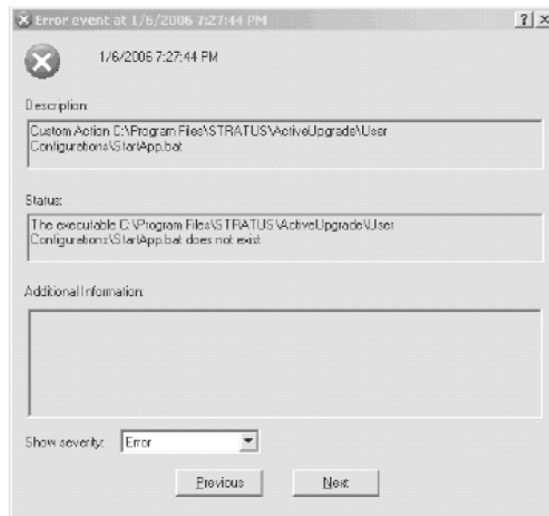 Error event at 1/6/2006 7:27:44 PM
1/6/2006 7:27:44 PM
Description:
Custom Action C:\Program Files\STRATUS\ActiveUpgrade\User
Configurations\StartApp.bat
Status:
The executable C:\Program Files\STRATUS\ActiveUpgrade\User
Configurations\StartApp.bat does not exist
Additional Information:
Show severity: Error
Previous Next